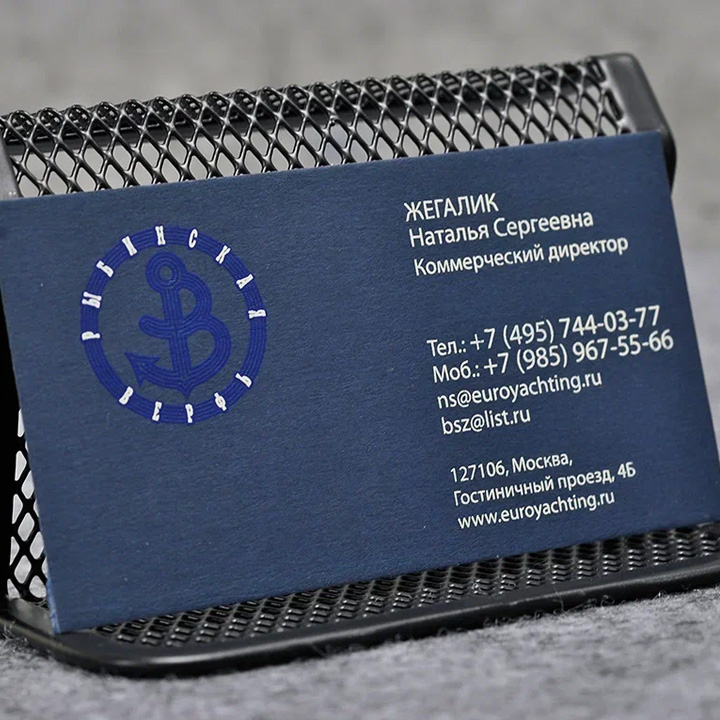 РЫБИНСКАЯ
ВЕРФЬ
ЖЕГАЛИК
Наталья Сергеевна
Коммерческий директор
Тел.: +7 (495) 744-03-77
Моб.: +7 (985) 967-55-66
ns@euroyachting.ru
bsz@list.ru
127106, Москва,
Гостиничный проезд, 4Б
www.euroyachting.ru